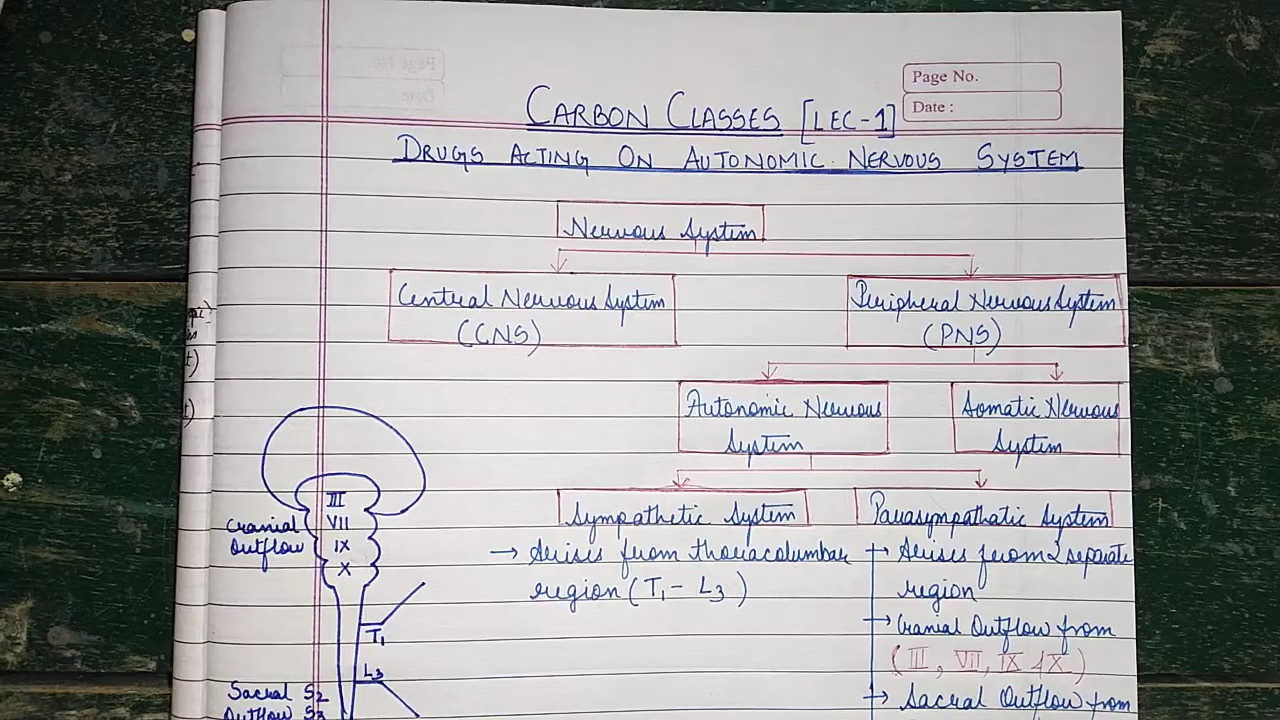 Page No.
Date :
CARBON CLASSES [LEC-1]
DRUGS ACTING ON AUTONOMIC NERVOUS SYSTEM
Nervous System
Central Nervous System
(CNS)
Peripheral Nervous System
(PNS)
Autonomic Nervous
System
Somatic Nervous
System
Sympathetic System
→ Arises from thoracolumbar
region (T1 - L3)
Parasympathatic System
→ Arises from 2 separate
region
→ Cranial Outflow from
(III, VII, IX & X)
→ Sacral Outflow from
III
VII
IX
X
Cranial
Outflow
T1
L3
Sacral S2
Outflow S3